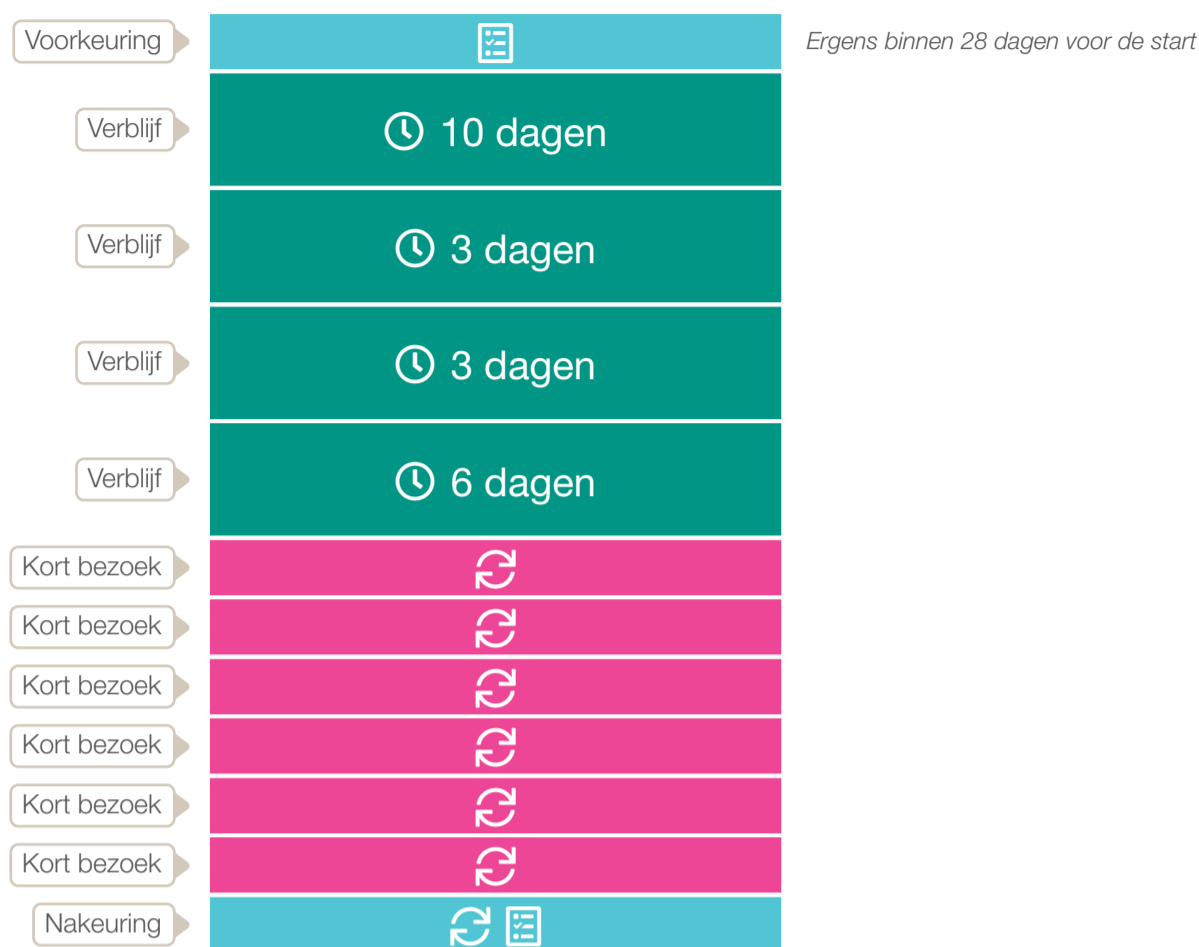 Voorkeuring
Ergens binnen 28 dagen voor de start
Verblijf
10 dagen
Verblijf
3 dagen
Verblijf
3 dagen
Verblijf
6 dagen
Kort bezoek
Kort bezoek
Kort bezoek
Kort bezoek
Kort bezoek
Kort bezoek
Nakeuring